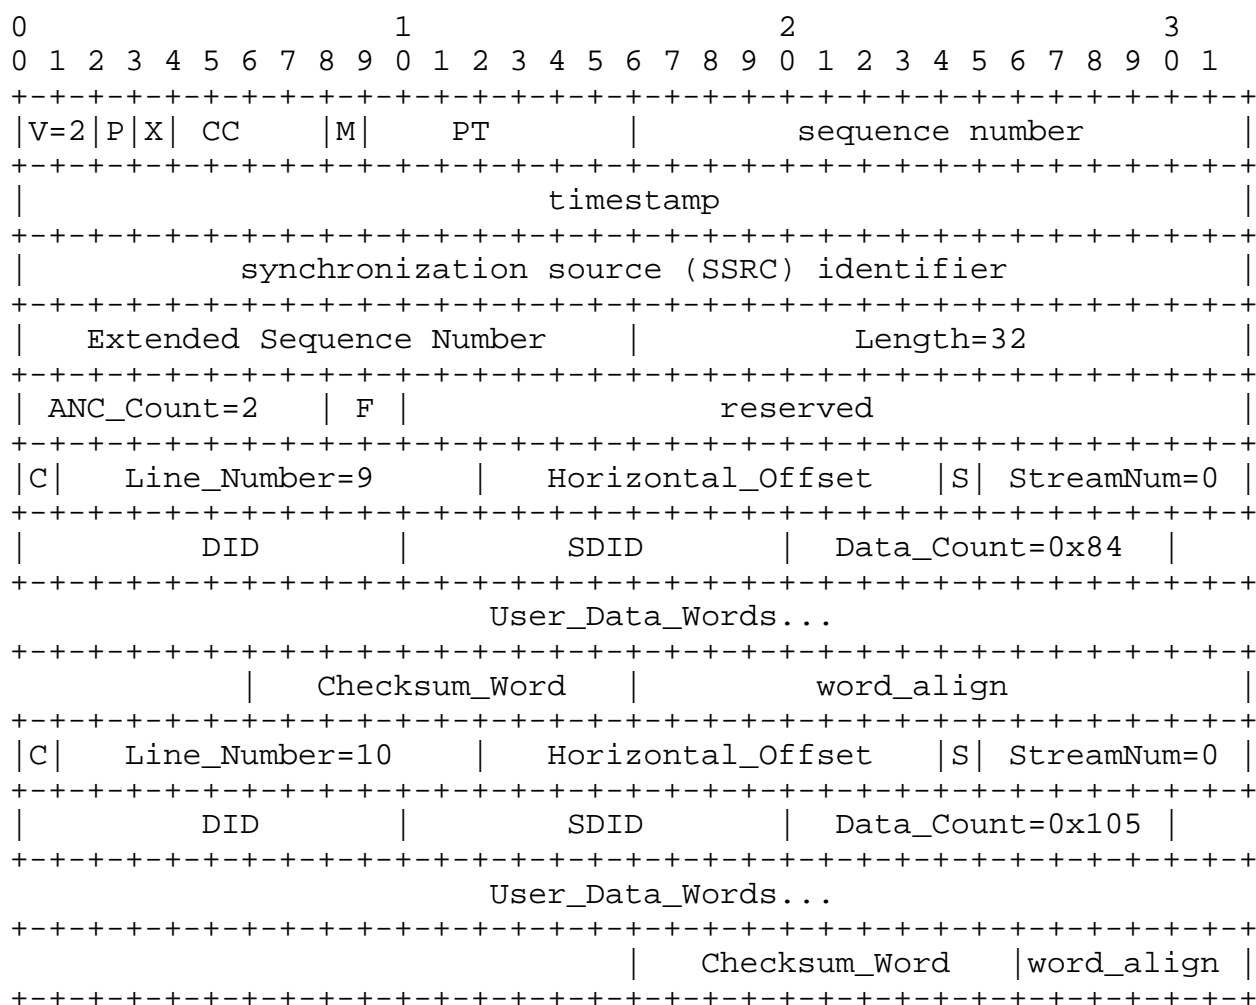 0                   1                   2                   3
0 1 2 3 4 5 6 7 8 9 0 1 2 3 4 5 6 7 8 9 0 1 2 3 4 5 6 7 8 9 0 1
+-+-+-+-+-+-+-+-+-+-+-+-+-+-+-+-+-+-+-+-+-+-+-+-+-+-+-+-+-+-+-+-+
|V=2|P|X|  CC    |M|    PT       |        sequence number        |
+-+-+-+-+-+-+-+-+-+-+-+-+-+-+-+-+-+-+-+-+-+-+-+-+-+-+-+-+-+-+-+-+
|                           timestamp                           |
+-+-+-+-+-+-+-+-+-+-+-+-+-+-+-+-+-+-+-+-+-+-+-+-+-+-+-+-+-+-+-+-+
|           synchronization source (SSRC) identifier            |
+-+-+-+-+-+-+-+-+-+-+-+-+-+-+-+-+-+-+-+-+-+-+-+-+-+-+-+-+-+-+-+-+
|   Extended Sequence Number    |           Length=32           |
+-+-+-+-+-+-+-+-+-+-+-+-+-+-+-+-+-+-+-+-+-+-+-+-+-+-+-+-+-+-+-+-+
| ANC_Count=2   | F |                reserved                   |
+-+-+-+-+-+-+-+-+-+-+-+-+-+-+-+-+-+-+-+-+-+-+-+-+-+-+-+-+-+-+-+-+
|C|   Line_Number=9     |   Horizontal_Offset   |S| StreamNum=0 |
+-+-+-+-+-+-+-+-+-+-+-+-+-+-+-+-+-+-+-+-+-+-+-+-+-+-+-+-+-+-+-+-+
|         DID       |        SDID       |  Data_Count=0x84  |
+-+-+-+-+-+-+-+-+-+-+-+-+-+-+-+-+-+-+-+-+-+-+-+-+-+-+-+-+-+-+-+-+
                         User_Data_Words...
+-+-+-+-+-+-+-+-+-+-+-+-+-+-+-+-+-+-+-+-+-+-+-+-+-+-+-+-+-+-+-+-+
            |   Checksum_Word   |         word_align            |
+-+-+-+-+-+-+-+-+-+-+-+-+-+-+-+-+-+-+-+-+-+-+-+-+-+-+-+-+-+-+-+-+
|C|   Line_Number=10    |   Horizontal_Offset   |S| StreamNum=0 |
+-+-+-+-+-+-+-+-+-+-+-+-+-+-+-+-+-+-+-+-+-+-+-+-+-+-+-+-+-+-+-+-+
|         DID       |        SDID       |  Data_Count=0x105 |
+-+-+-+-+-+-+-+-+-+-+-+-+-+-+-+-+-+-+-+-+-+-+-+-+-+-+-+-+-+-+-+-+
                         User_Data_Words...
+-+-+-+-+-+-+-+-+-+-+-+-+-+-+-+-+-+-+-+-+-+-+-+-+-+-+-+-+-+-+-+-+
                                |   Checksum_Word   |word_align |
+-+-+-+-+-+-+-+-+-+-+-+-+-+-+-+-+-+-+-+-+-+-+-+-+-+-+-+-+-+-+-+-+